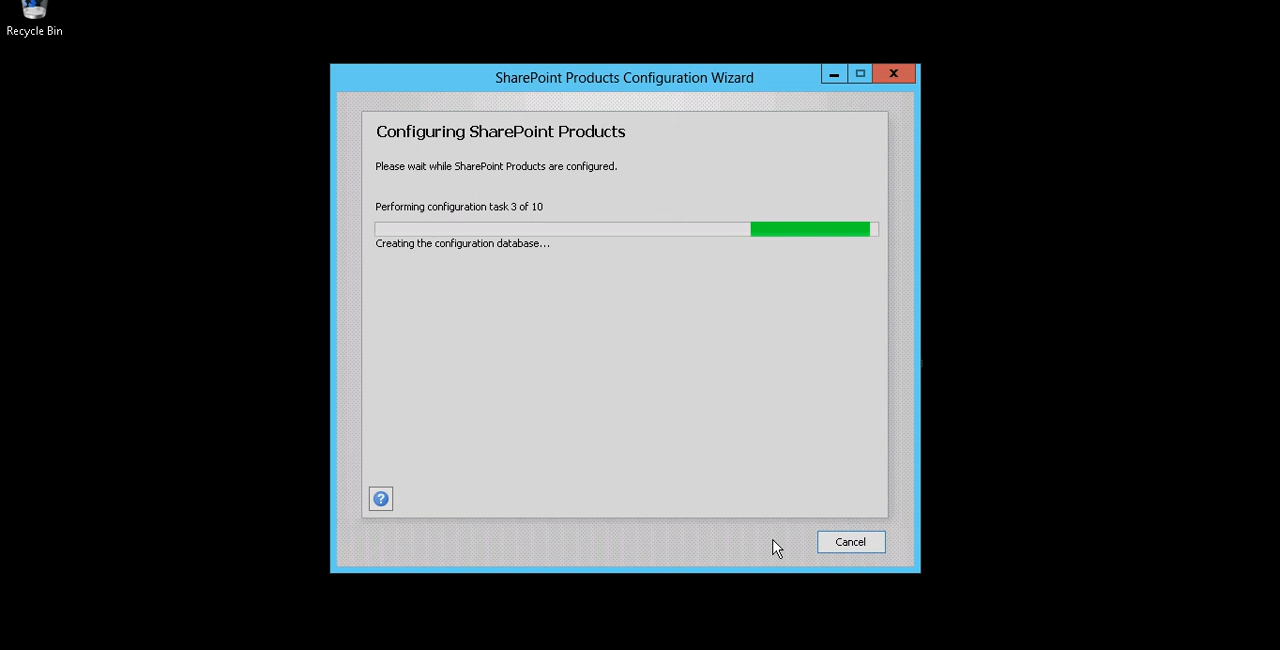 Recycle Bin
SharePoint Products Configuration Wizard
Configuring SharePoint Products
Please wait while SharePoint Products are configured.
Performing configuration task 3 of 10
Creating the configuration database...
?
Cancel